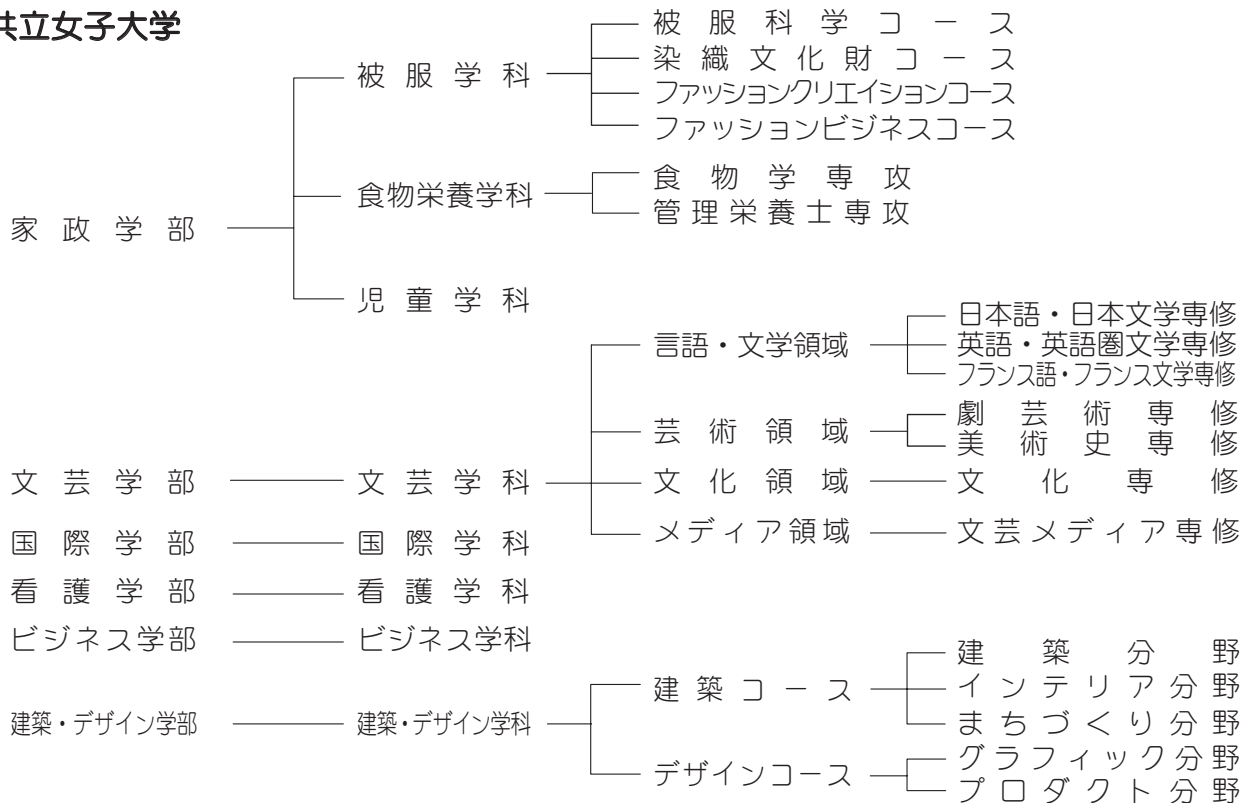 共立女子大学
家政学部
被服学科
被服科学コース
染織文化財コース
ファッションクリエイションコース
ファッションビジネスコース
食物栄養学科
食物学専攻
管理栄養士専攻
児童学科
文芸学部
文芸学科
言語・文学領域
日本語・日本文学専修
英語・英語圏文学専修
フランス語・フランス文学専修
芸術領域
劇芸術専修
美術史専修
文化領域
文化専修
メディア領域
文芸メディア専修
国際学部
国際学科
看護学部
看護学科
ビジネス学部
ビジネス学科
建築・デザイン学部
建築・デザイン学科
建築コース
建築分野
インテリア分野
まちづくり分野
デザインコース
グラフィック分野
プロダクト分野